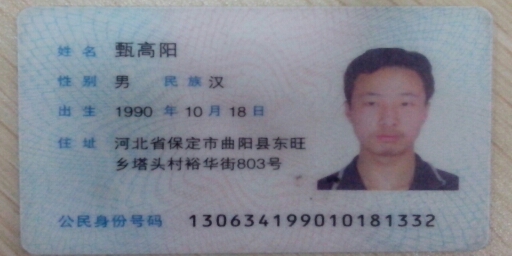 姓名 甄高阳
性别 男 民族 汉
出生 1990 年 10 月 18 日
住址 河北省保定市曲阳县东旺
乡塔头村裕华街803号
公民身份号码 130634199010181332